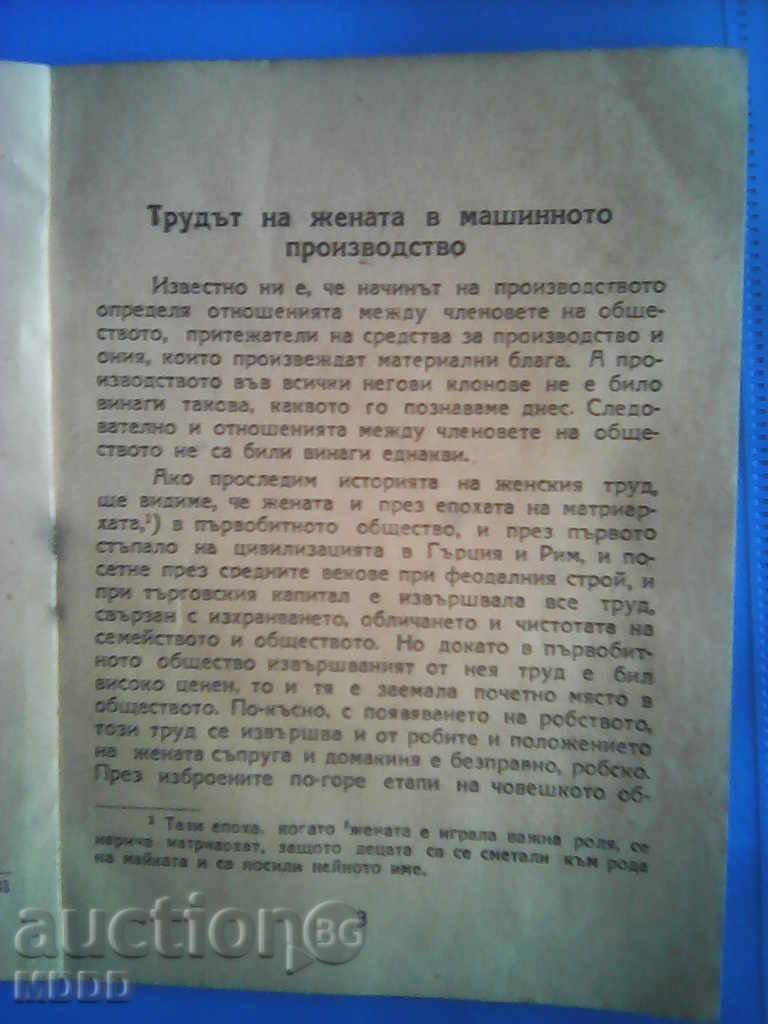 Трудът на жената в машинното
производство
Известно ни е, че начинът на производството
определя отношенията между членовете на обще-
ството, притежатели на средства за производство и
ония, които произвеждат материални блага. А про-
изводството във всички негови клонове не е било
винаги такова, каквото го познаваме днес. Следо-
вателно и отношенията между членовете на обще-
ството не са били винаги еднакви.
Ако проследим историята на женския труд,
ще видиме, че жената и през епохата на матриар-
хата,¹) в първобитното общество, и през първото
стъпало на цивилизацията в Гърция и Рим, и по-
сетне през средните векове при феодалния строй, и
при търговския капитал е извършвала все труд,
свързан с изхранването, обличането и чистотата на
семейството и обществото. Но докато в първобит-
ното общество извършваният от нея труд е бил
високо ценен, то и тя е заемала почетно място в
обществото. По-късно, с появяването на робството,
този труд се извършва и от робите и положението
на жената съпруга и домакиня е безправно, робско.
През изброените по-горе етапи на човешкото об-
¹ Тази епоха, когато жената е играла важна роля, се
нарича матриархат, защото децата са се сметали към рода
на майката и са носили нейното име.
3
auction BG
MDDD